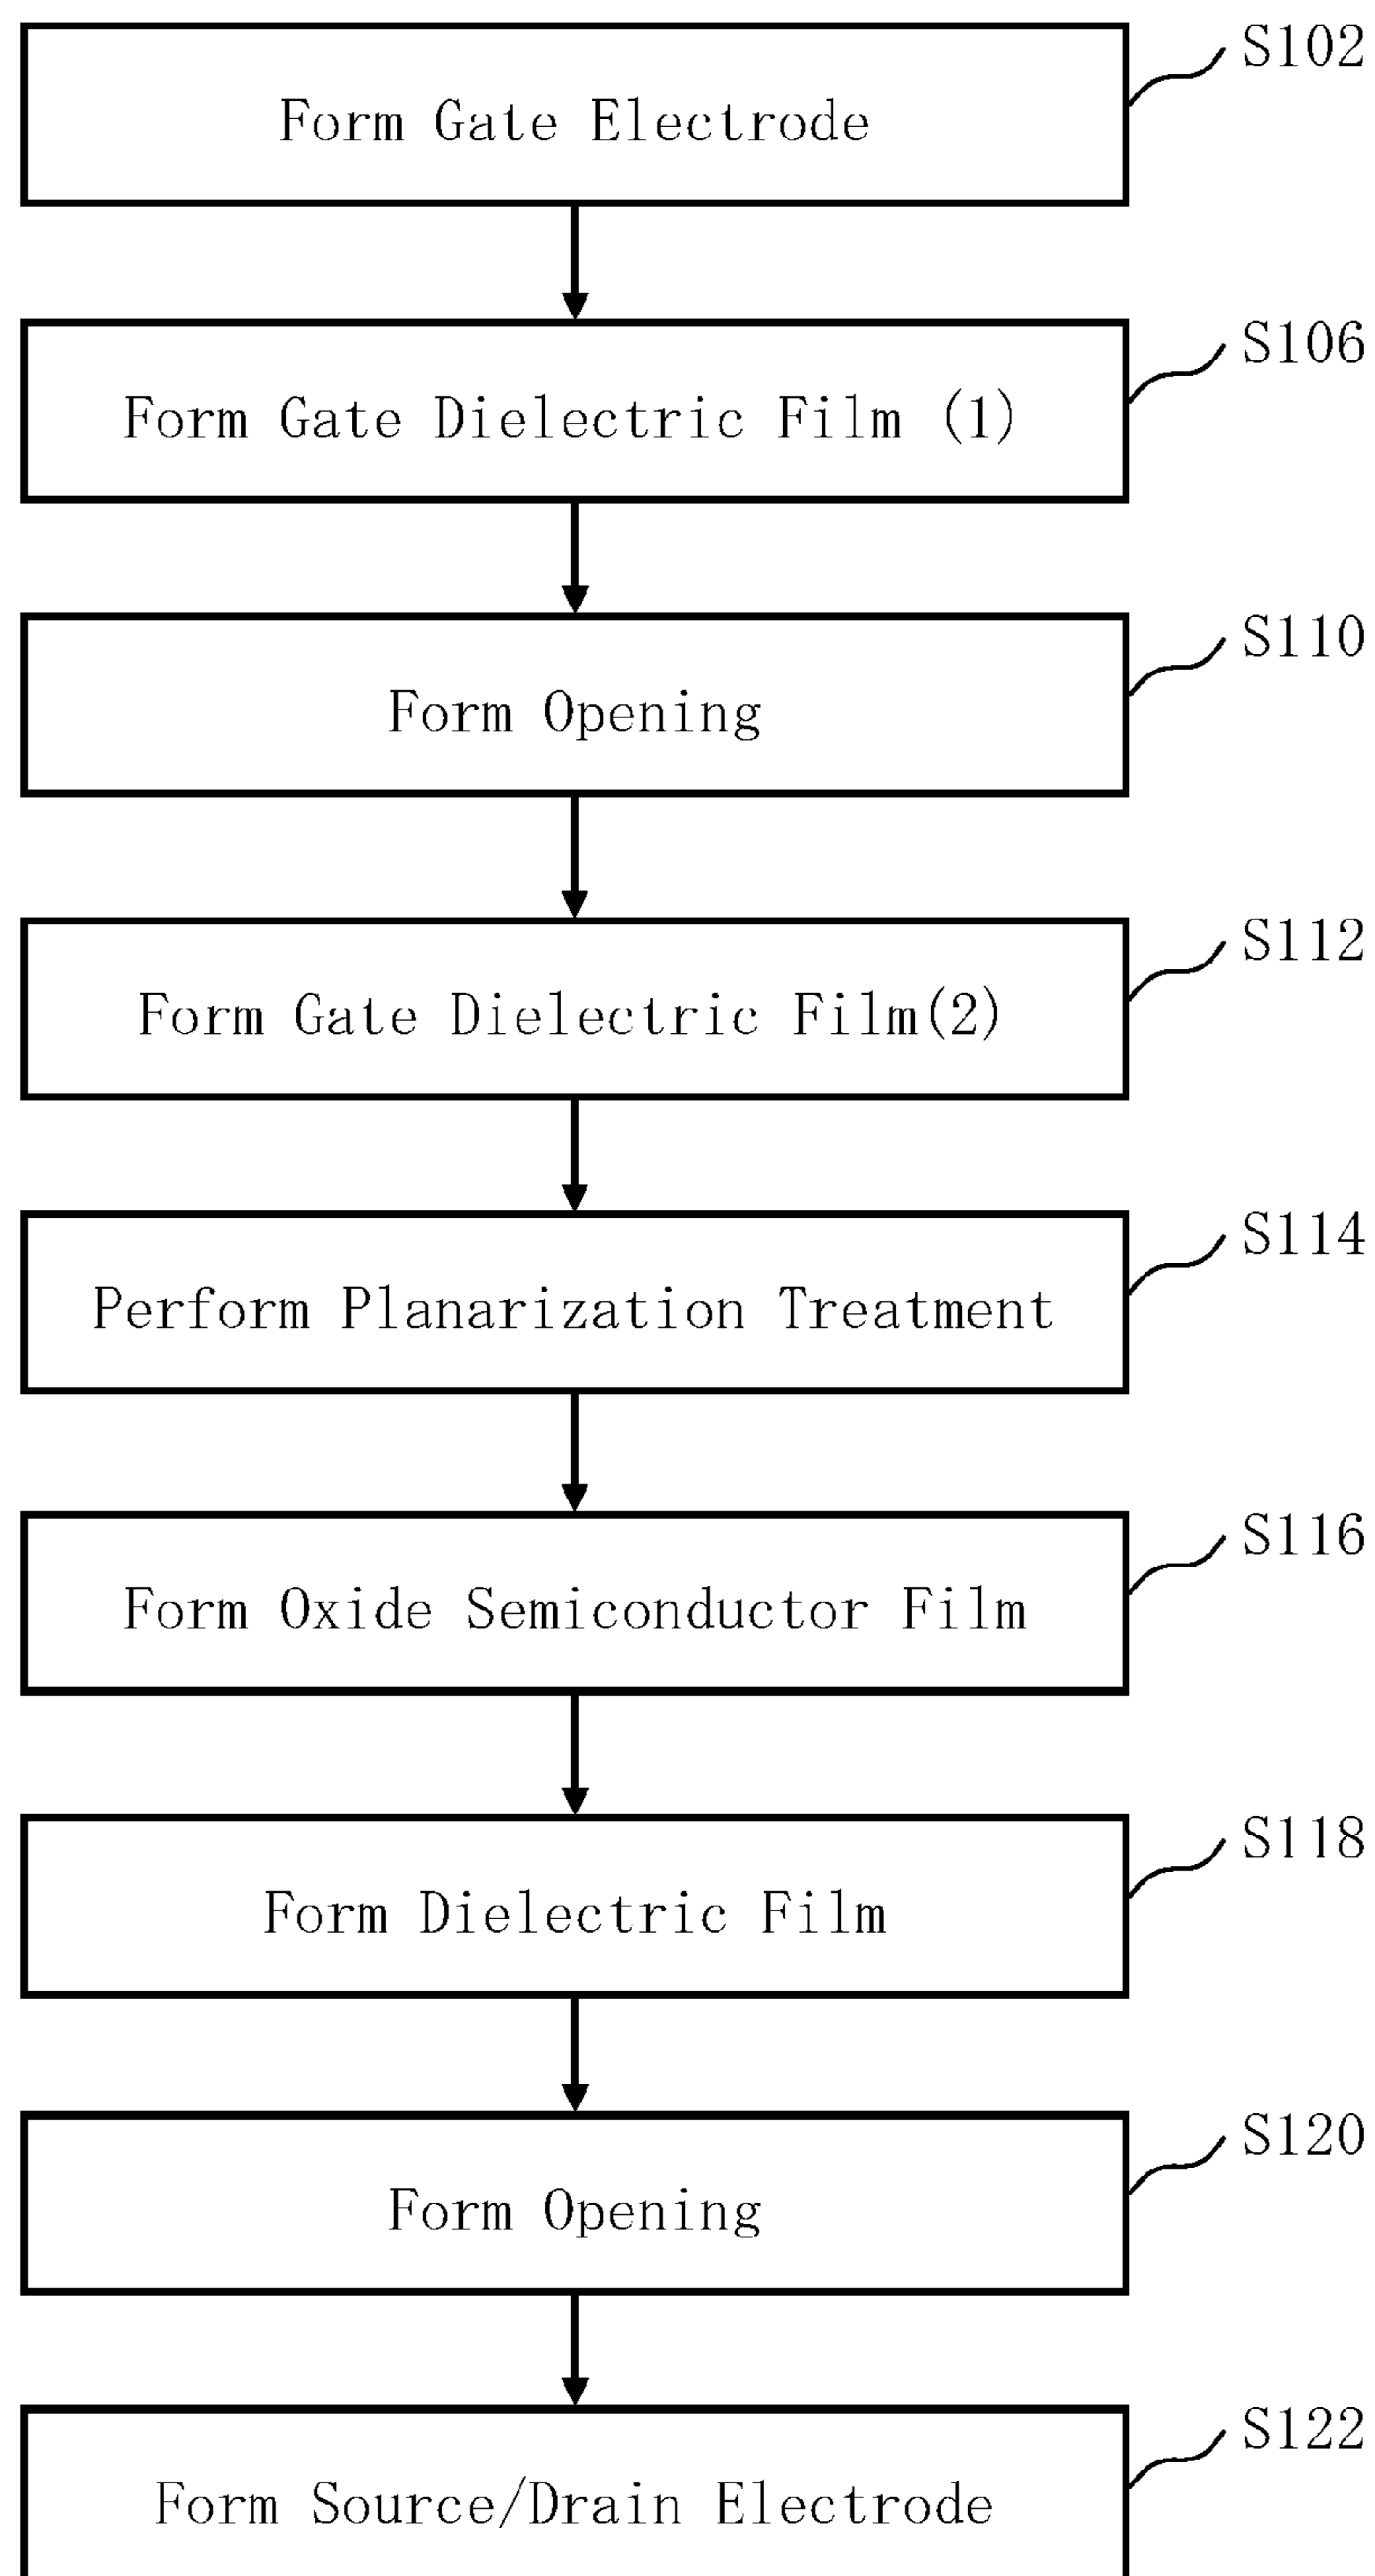 S102
Form Gate Electrode
S106
Form Gate Dielectric Film (1)
S110
Form Opening
S112
Form Gate Dielectric Film(2)
S114
Perform Planarization Treatment
S116
Form Oxide Semiconductor Film
S118
Form Dielectric Film
S120
Form Opening
S122
Form Source/Drain Electrode